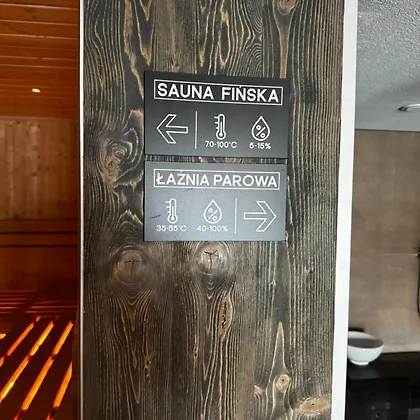 SAUNA FIŃSKA
70-100°C 5-15%
ŁAŹNIA PAROWA
35-55°C 40-100%